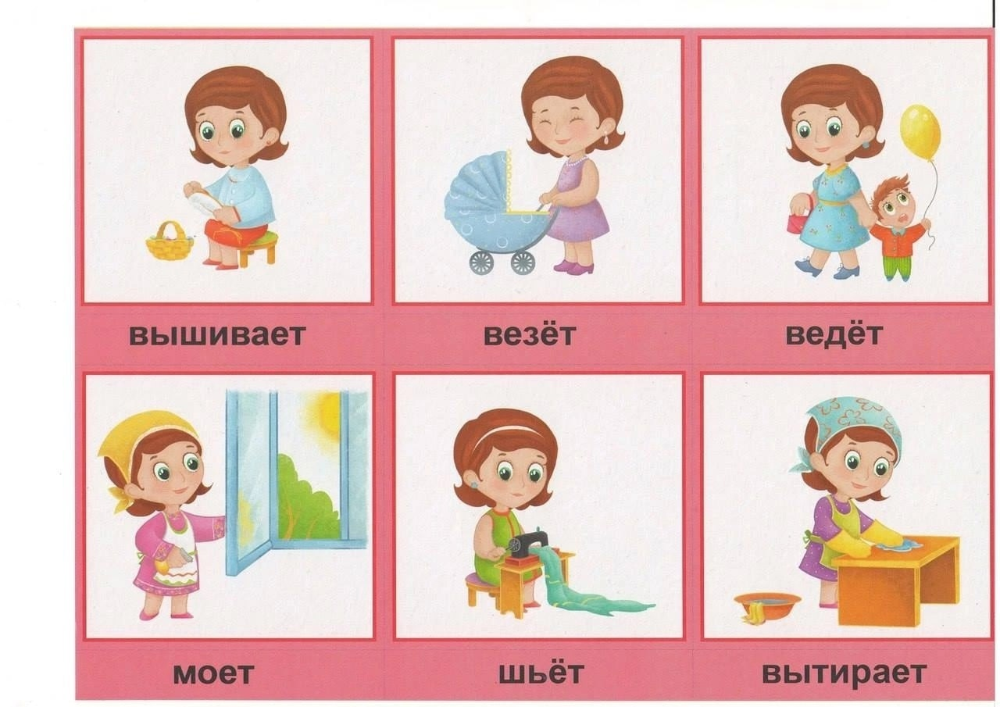 вышивает
везёт
ведёт
моет
шьёт
вытирает